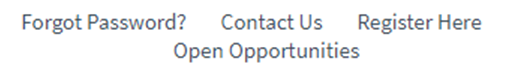 Forgot Password? Contact Us Register Here
Open Opportunities